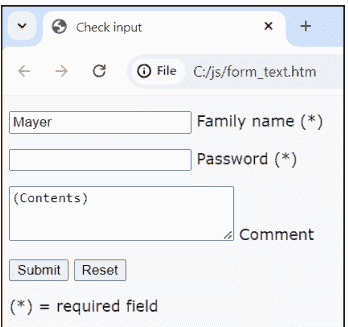 Check input
File C:/js/form_text.htm
Mayer Family name (*)
Password (*)
(Contents)
Comment
Submit Reset
(*) = required field